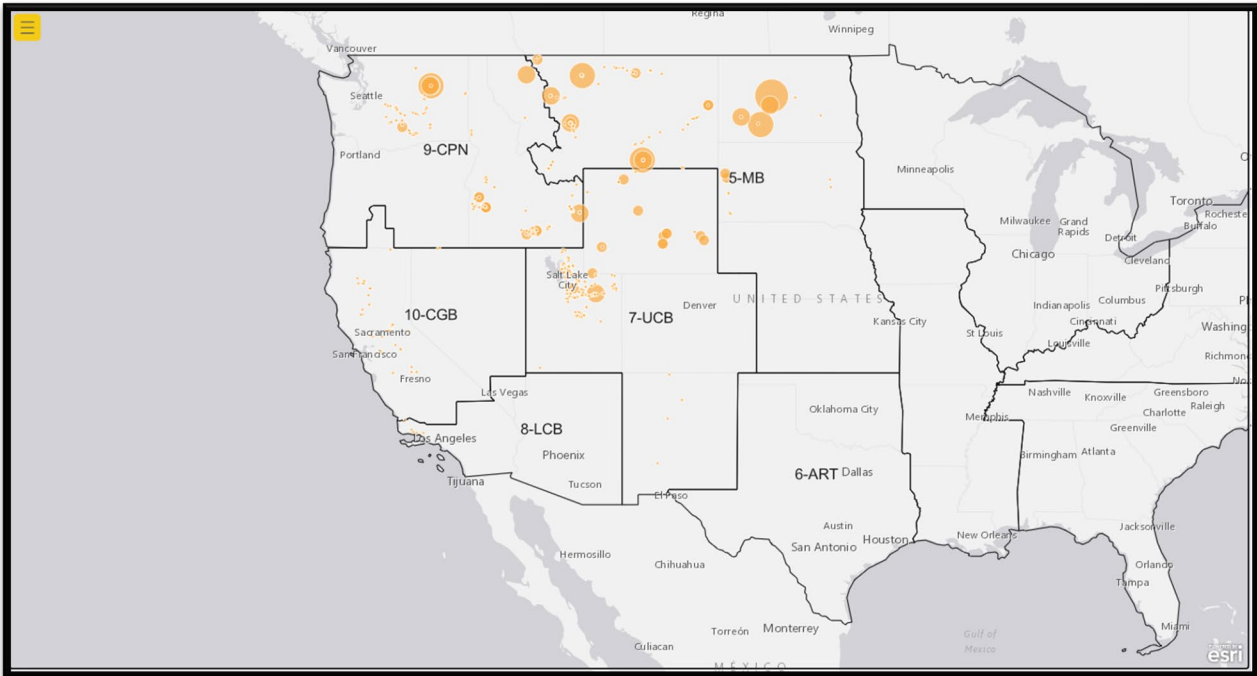 Regina
Winnipeg
Vancouver
Seattle
9-CPN
Portland
Minneapolis
5-MB
Toronto
Rochester
Milwaukee
Grand
Rapids
Buffalo
Detroit
Chicago
Cleveland
Salt Lake
City
Pittsburgh
Denver
UNITED STATES
Indianapolis
Columbus
10-CGB
7-UCB
Kansas City
Cincinnati
Sacramento
St Louis
Washing
Louisville
San Francisco
Richmon
Fresno
No
Las Vegas
Nashville
Knoxville
Greensboro
Oklahoma City
Raleigh
Memphis
Charlotte
8-LCB
Greenville
Los Angeles
Phoenix
Birmingham
Atlanta
6-ART
Dallas
Tijuana
Tucson
El Paso
Austin
Jacksonville
San Antonio
Houston
New Orleans
Hermosillo
Chihuahua
Orlando
Tampa
Torreón
Monterrey
Miami
Gulf of
Mexico
Culiacan
esri
MÉXICO